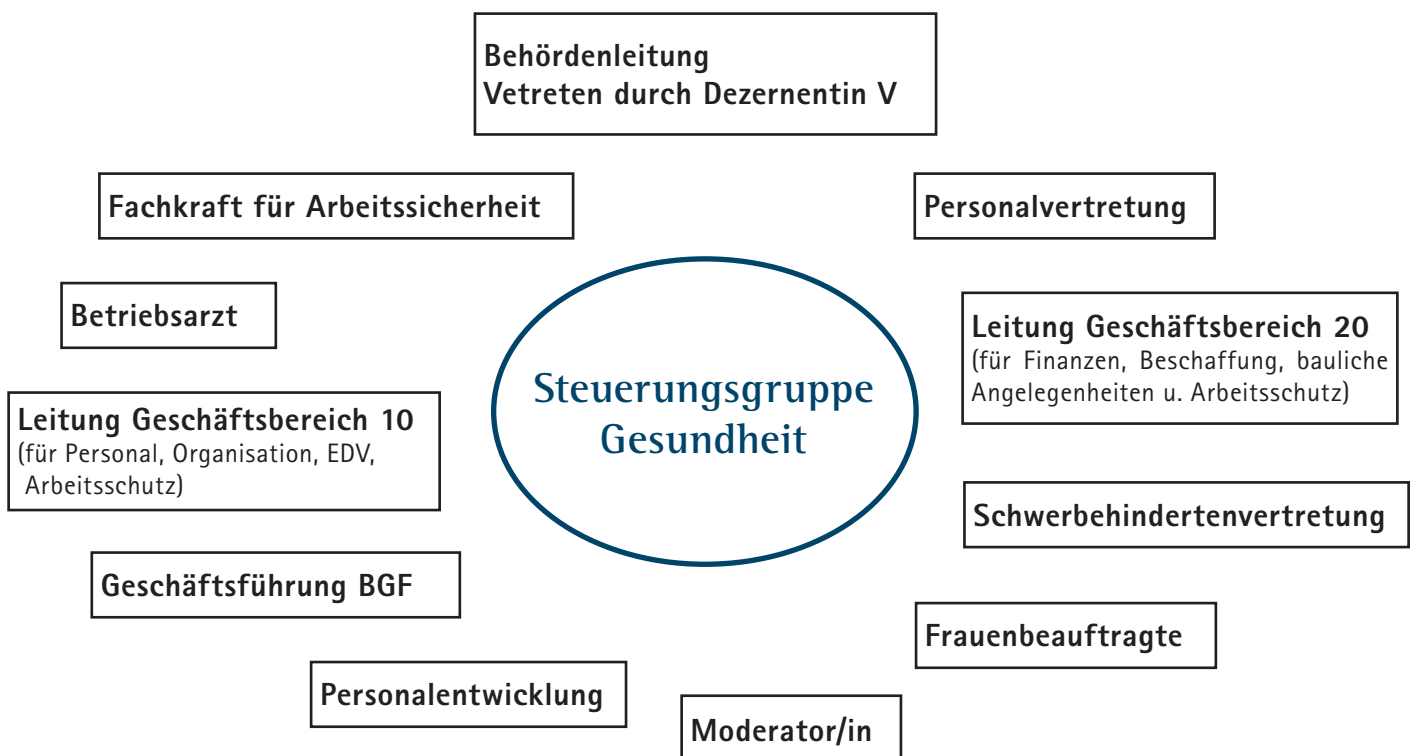 Behördenleitung
Vetreten durch Dezernentin V
Fachkraft für Arbeitssicherheit
Personalvertretung
Betriebsarzt
Leitung Geschäftsbereich 20
(für Finanzen, Beschaffung, bauliche
Angelegenheiten u. Arbeitsschutz)
Steuerungsgruppe
Gesundheit
Leitung Geschäftsbereich 10
(für Personal, Organisation, EDV,
Arbeitsschutz)
Schwerbehindertenvertretung
Geschäftsführung BGF
Frauenbeauftragte
Personalentwicklung
Moderator/in